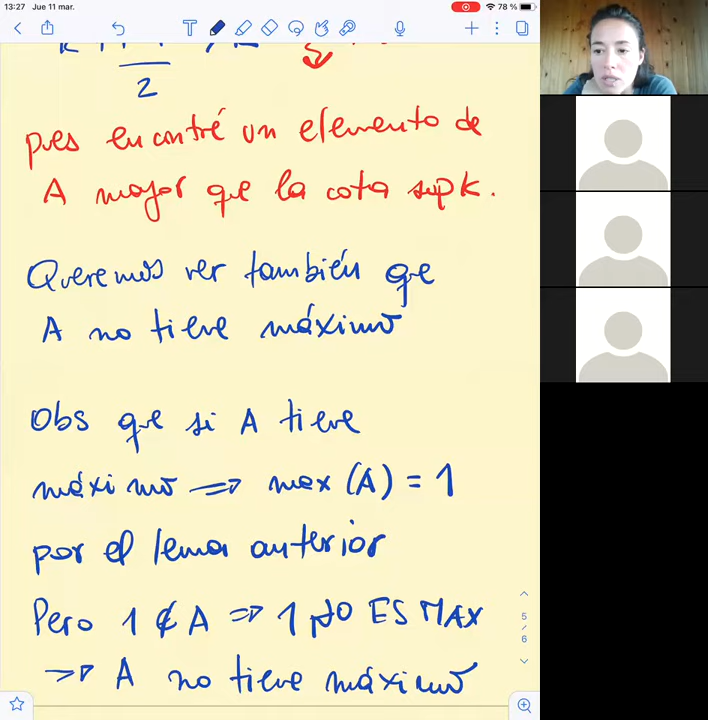 13:27 Jue 11 mar.
78 %
2
pues encontré un elemento de
A mayor que la cota sup k.
Queremos ver también que
A no tiene máximo
Obs que si A tiene
máximo ⇒ max (A) = 1
por el lema anterior
Pero 1 ∉ A ⇒ 1 NO ES MAX
⇒ A no tiene máximo
5
/
6